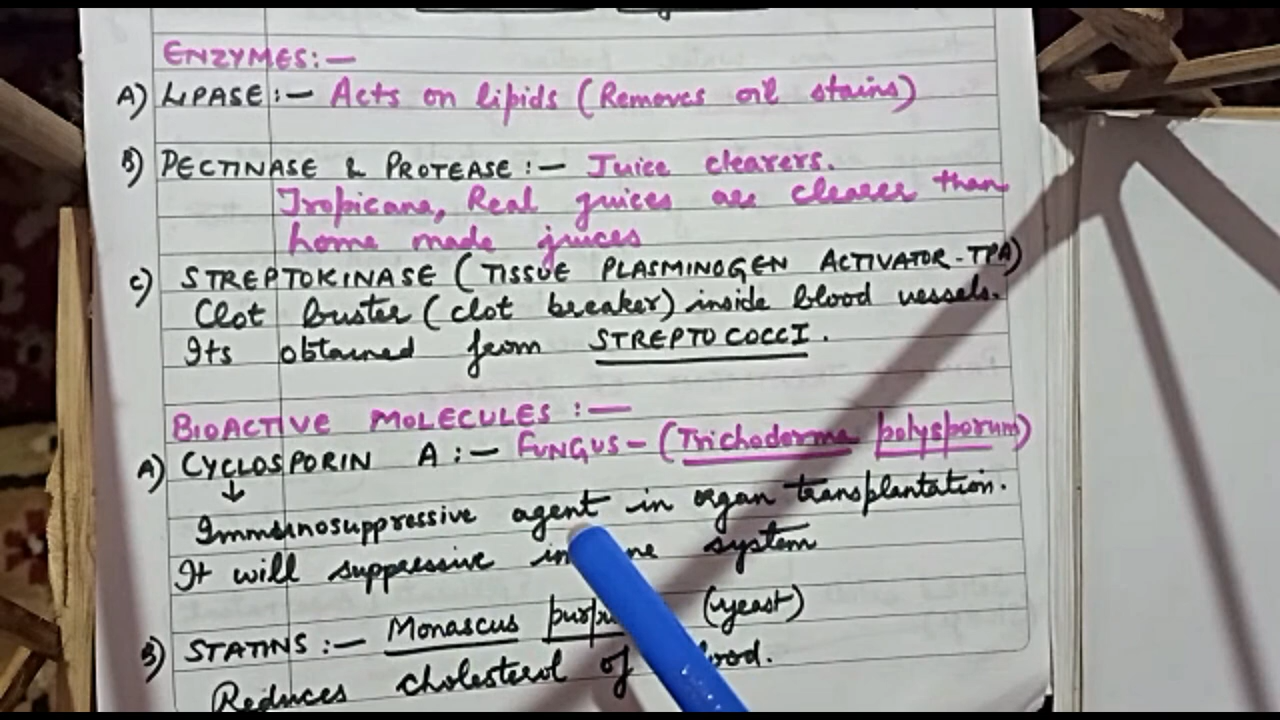 ENZYMES:—
A) LIPASE:— Acts on lipids (Removes oil stains)
B) PECTINASE & PROTEASE:— Juice clearers.
Tropicana, Real juices are clearer than
home made juices
C) STREPTOKINASE (TISSUE PLASMINOGEN ACTIVATOR-TPA)
Clot buster (clot breaker) inside blood vessels.
Its obtained from STREPTOCOCCI.
BIOACTIVE MOLECULES:—
A) CYCLOSPORIN A:— FUNGUS— (Trichoderma polysporum)
↓
Immunosuppressive agent in organ transplantation.
It will suppressive system
B) STATINS:— Monascus (yeast)
Reduces cholesterol of